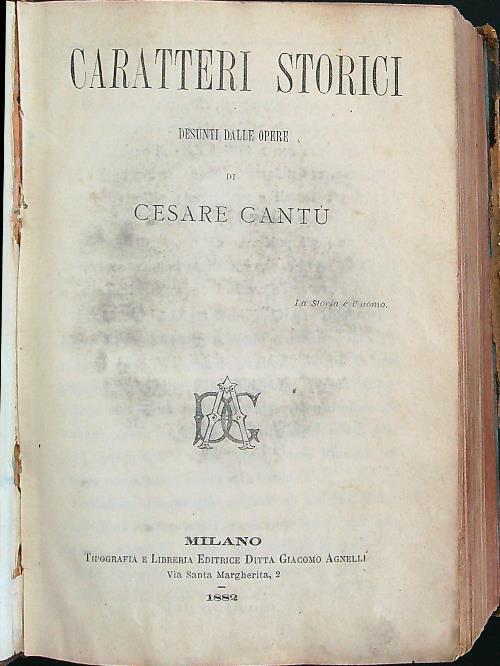 CARATTERI STORICI
DESUNTI DALLE OPERE
DI
CESARE CANTÙ
La Storia è l'uomo.
MILANO
TIPOGRAFIA E LIBRERIA EDITRICE DITTA GIACOMO AGNELLI
Via Santa Margherita, 2
1882